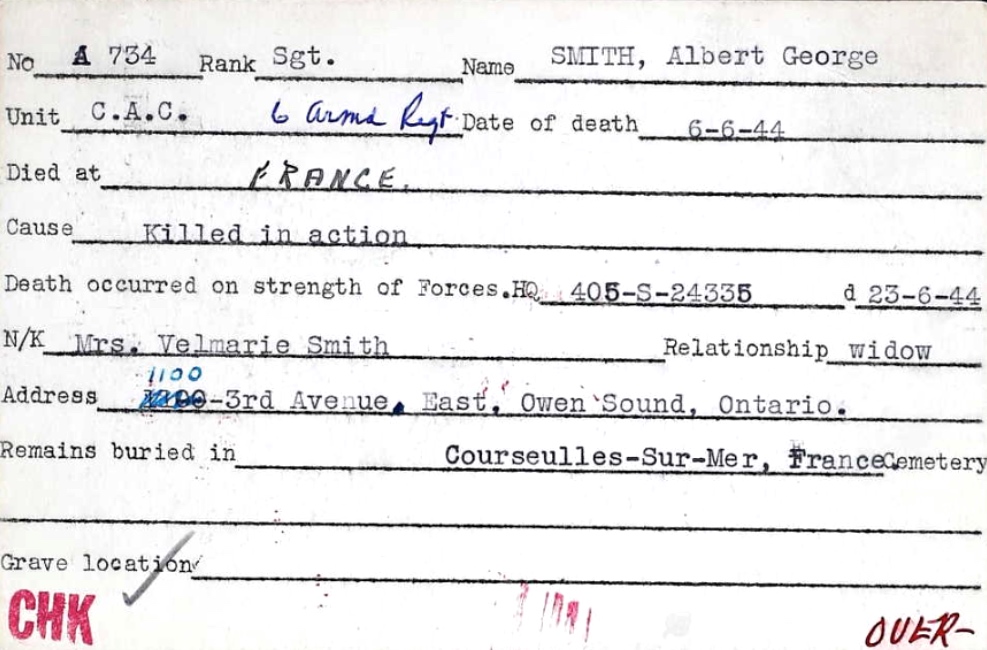 No A 734 Rank Sgt. Name SMITH, Albert George
Unit C.A.C. 6 Armd Regt Date of death 6-6-44
Died at FRANCE.
Cause Killed in action
Death occurred on strength of Forces. HQ 405-S-24335 d 23-6-44
N/K Mrs. Velmarie Smith Relationship widow
1100
Address -3rd Avenue, East, Owen Sound, Ontario.
Remains buried in Courseulles-Sur-Mer, France Cemetery
Grave location
CHK
OVER-